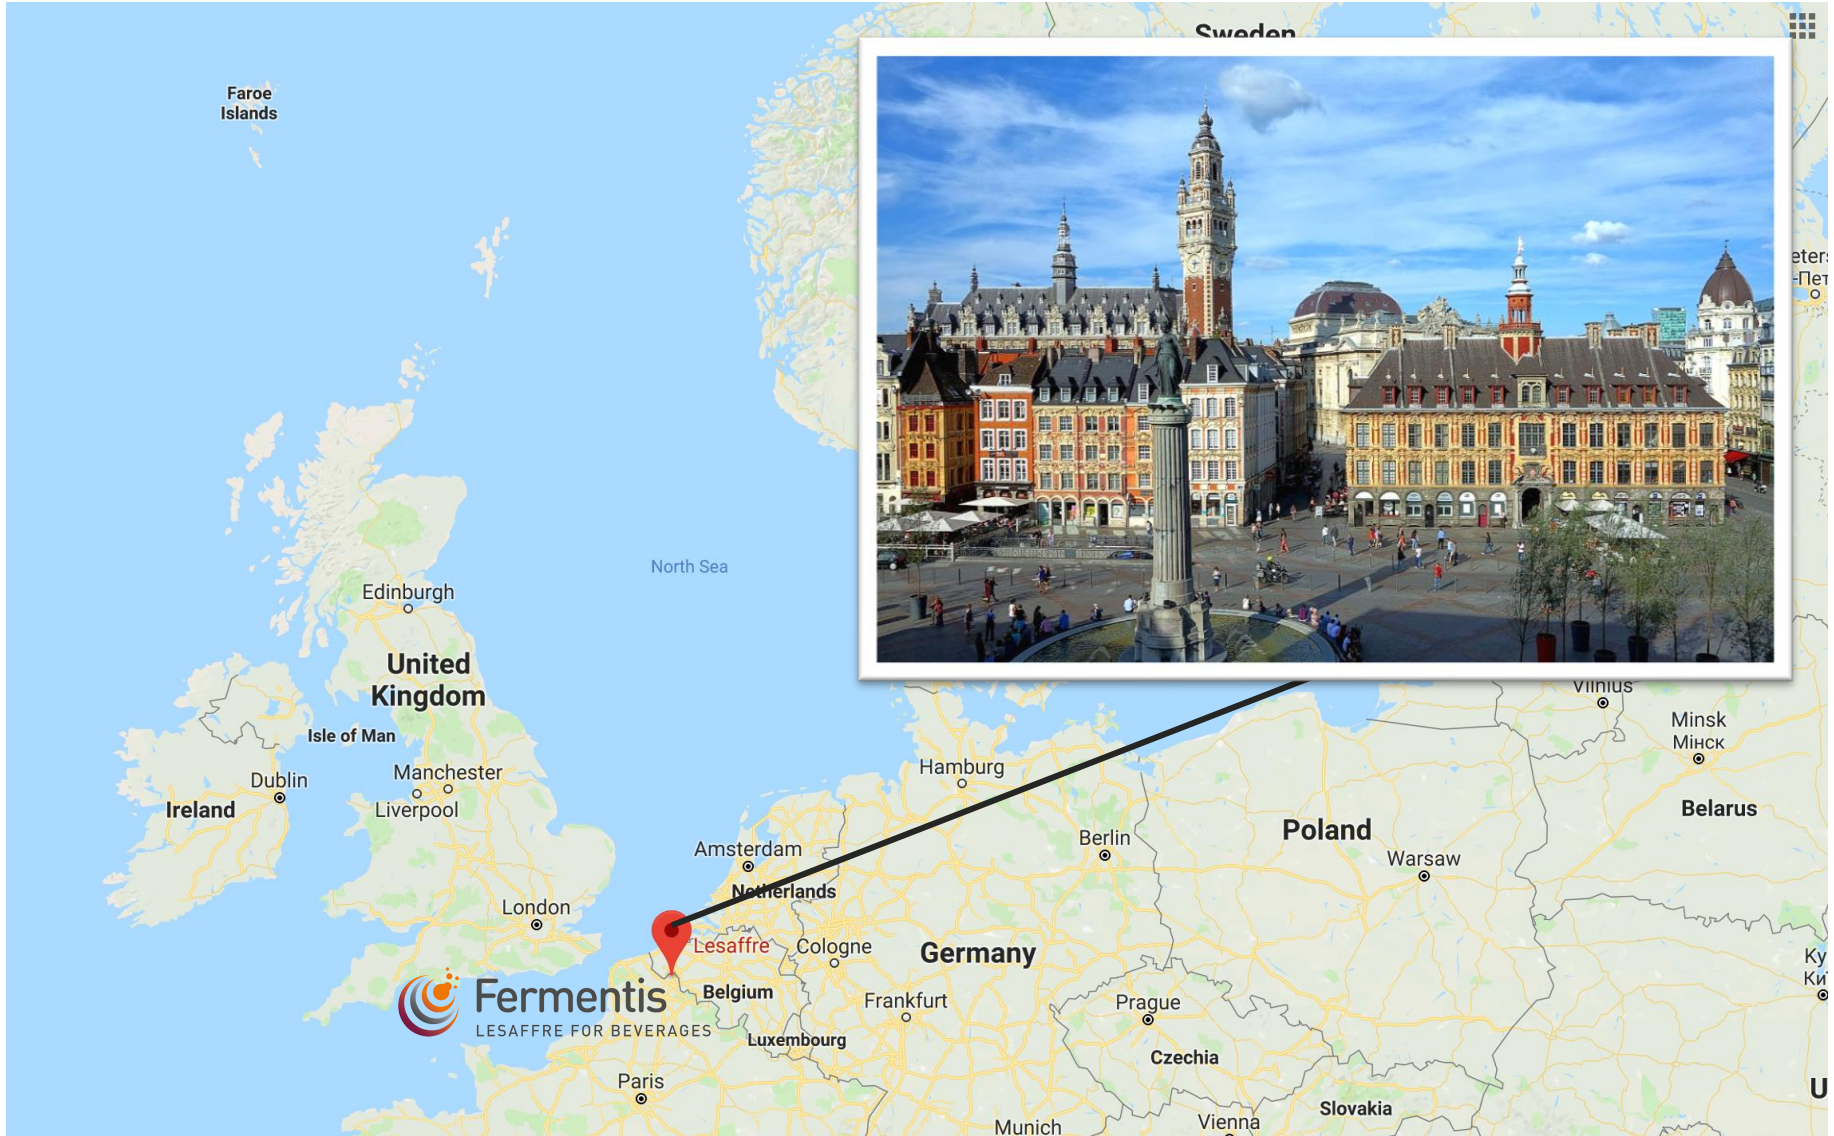 Sweden
Faroe
Islands
North Sea
Edinburgh
United
Kingdom
Isle of Man
Vilnius
Minsk
Мінск
Hamburg
Manchester
Dublin
Liverpool
Ireland
Belarus
Poland
Berlin
Amsterdam
Warsaw
Netherlands
London
Lesaffre
Cologne
Germany
Fermentis
LESAFFRE FOR BEVERAGES
Belgium
Frankfurt
Prague
Luxembourg
Czechia
Paris
Slovakia
Munich
Vienna